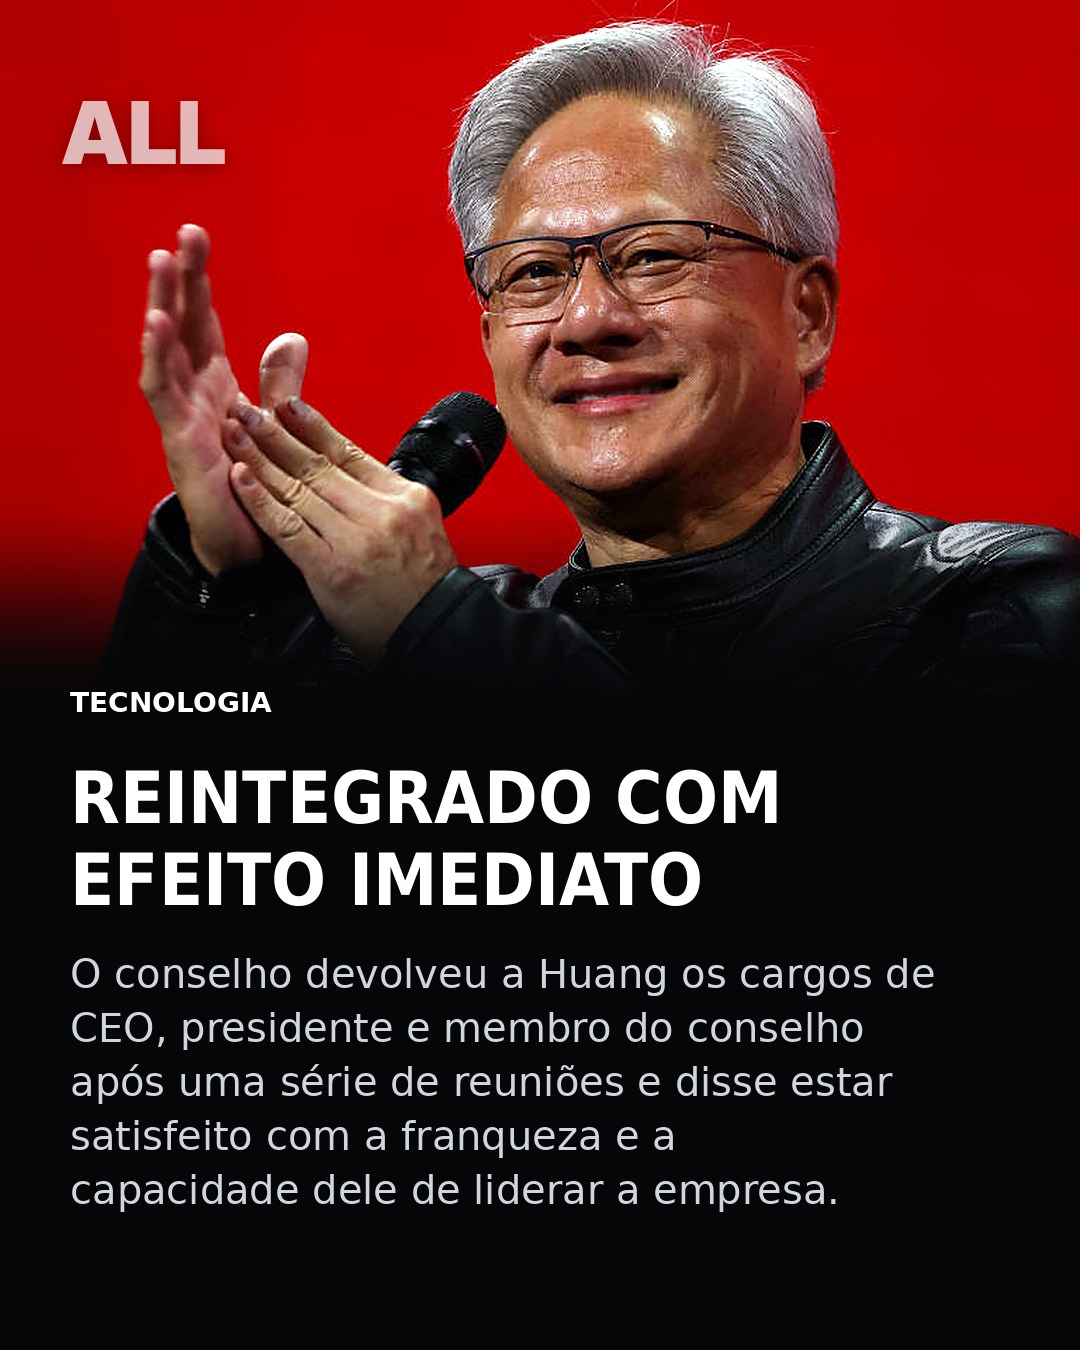 ALL
TECNOLOGIA
REINTEGRADO COM
EFEITO IMEDIATO
O conselho devolveu a Huang os cargos de
CEO, presidente e membro do conselho
após uma série de reuniões e disse estar
satisfeito com a franqueza e a
capacidade dele de liderar a empresa.